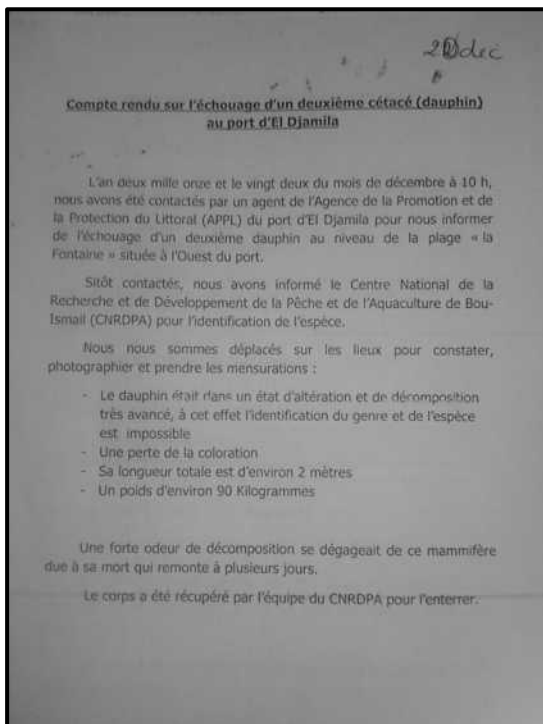 dec
Compte rendu sur l'échouage d'un deuxième cétacé (dauphin)
au port d'El Djamila
L'an deux mille onze et le vingt deux du mois de décembre à 10 h,
nous avons été contactés par un agent de l'Agence de la Promotion et de
la Protection du Littoral (APPL) du port d'El Djamila pour nous informer
de l'échouage d'un deuxième dauphin au niveau de la plage « la
Fontaine » située à l'Ouest du port.
Sitôt contactés, nous avons informé le Centre National de la
Recherche et de Développement de la Pêche et de l'Aquaculture de Bou-
Ismail (CNRDPA) pour l'identification de l'espèce.
Nous nous sommes déplacés sur les lieux pour constater,
photographier et prendre les mensurations :
- Le dauphin était dans un état d'altération et de décomposition
très avancé, à cet effet l'identification du genre et de l'espèce
est impossible
- Une perte de la coloration
- Sa longueur totale est d'environ 2 mètres
- Un poids d'environ 90 Kilogrammes
Une forte odeur de décomposition se dégageait de ce mammifère
due à sa mort qui remonte à plusieurs jours.
Le corps a été récupéré par l'équipe du CNRDPA pour l'enterrer.